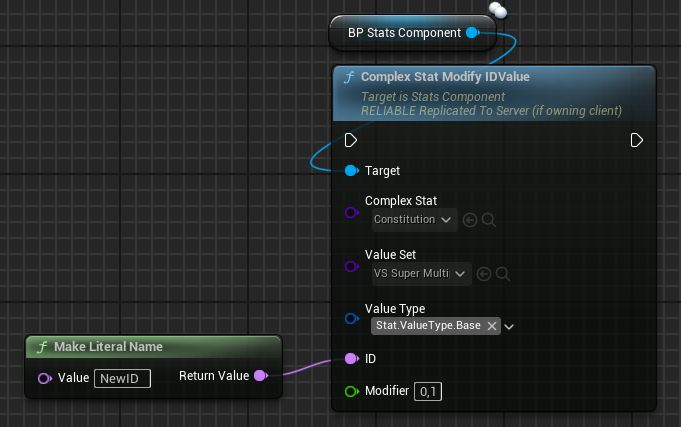 BP Stats Component
f Complex Stat Modify IDValue
Target is Stats Component
RELIABLE Replicated To Server (if owning client)
Target
Complex Stat
Constitution
Value Set
VS Super Multi
Value Type
Stat.ValueType.Base
f Make Literal Name
Value NewID Return Value
ID
Modifier 0,1